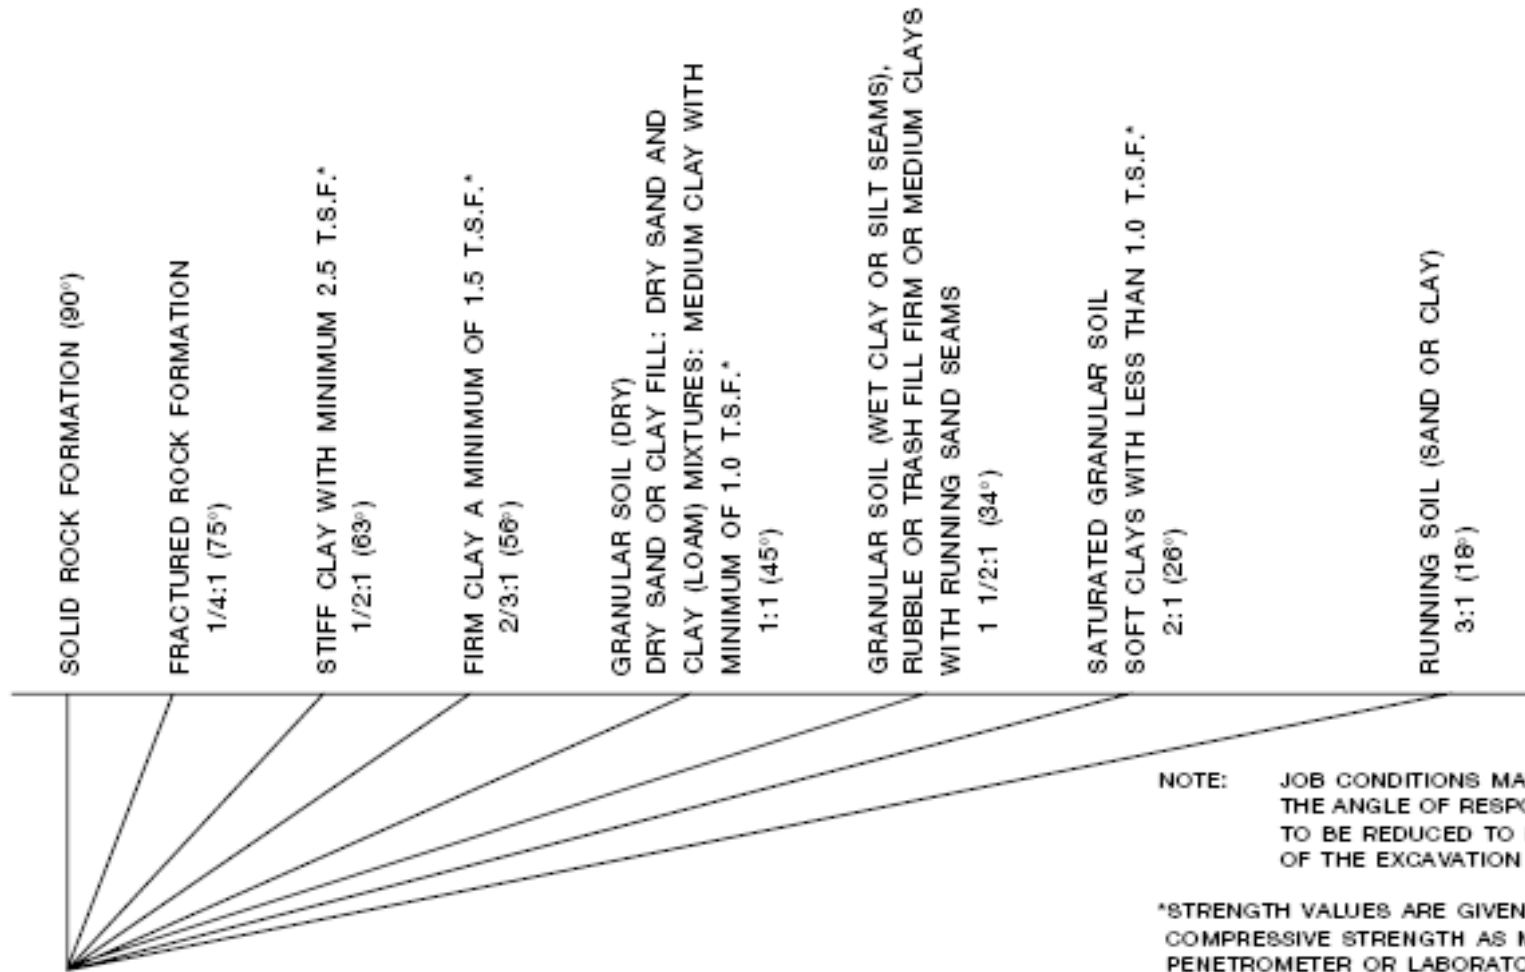 SOLID ROCK FORMATION (90°)
FRACTURED ROCK FORMATION
1/4:1 (75°)
STIFF CLAY WITH MINIMUM 2.5 T.S.F.*
1/2:1 (63°)
FIRM CLAY A MINIMUM OF 1.5 T.S.F.*
2/3:1 (56°)
GRANULAR SOIL (DRY)
DRY SAND OR CLAY FILL: DRY SAND AND
CLAY (LOAM) MIXTURES: MEDIUM CLAY WITH
MINIMUM OF 1.0 T.S.F.*
1:1 (45°)
GRANULAR SOIL (WET CLAY OR SILT SEAMS),
RUBBLE OR TRASH FILL FIRM OR MEDIUM CLAYS
WITH RUNNING SAND SEAMS
1 1/2:1 (34°)
SATURATED GRANULAR SOIL
SOFT CLAYS WITH LESS THAN 1.0 T.S.F.*
2:1 (26°)
RUNNING SOIL (SAND OR CLAY)
3:1 (18°)
NOTE: JOB CONDITIONS
THE ANGLE OF
TO BE REDUCED TO
OF THE EXCAVATION
*STRENGTH VALUES ARE GIVEN
COMPRESSIVE STRENGTH AS
PENETROMETER OR